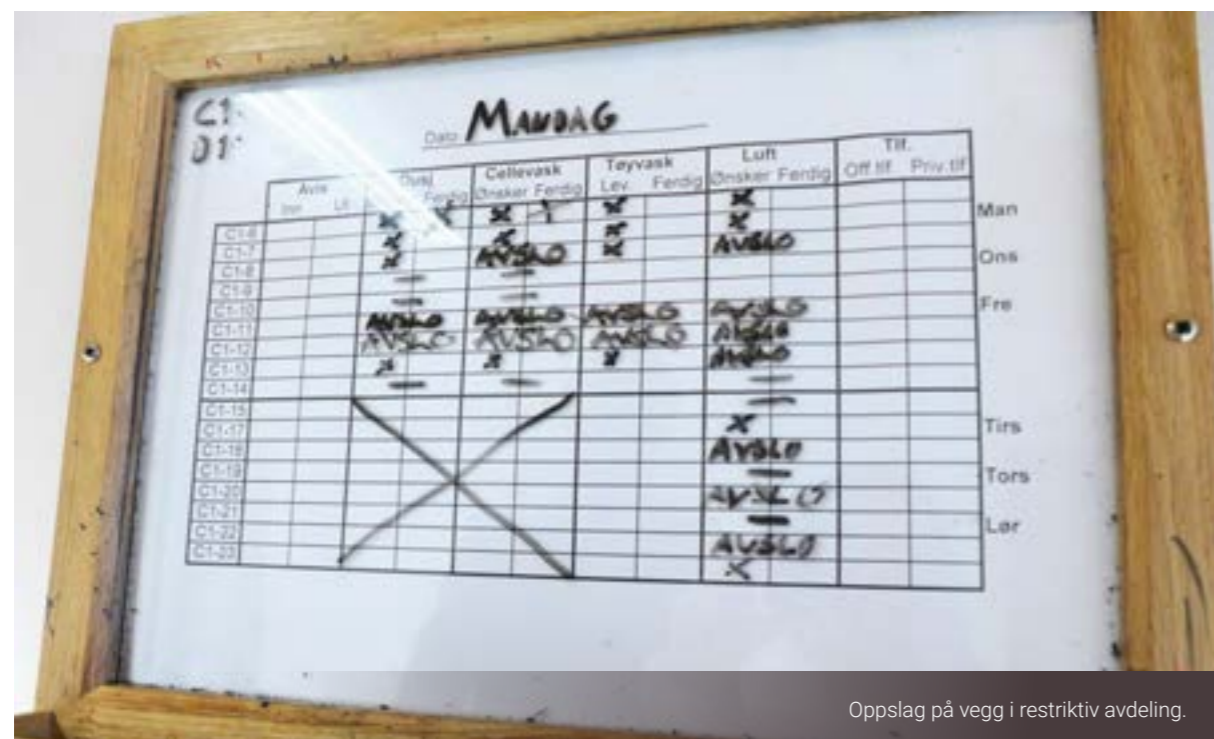 C1-
D1-
Dato MANDAG
Avis Dusj Cellevask Tøyvask Luft Tlf.
Inn Ut Ferdig Ønsker Ferdig Lev. Ferdig Ønsker Ferdig Off.tlf. Priv.tlf
x x x x x Man
C1-6 x x x x
C1-7 x AVSLO x AVSLO Ons
C1-8 — —
C1-9 — —
C1-10 AVSLO AVSLO AVSLO AVSLO Fre
C1-11 AVSLO AVSLO AVSLO AVSLO
C1-12 x x x AVSLO
C1-13 — — —
C1-14 —
C1-15 x Tirs
C1-17 AVSLO
C1-18 —
C1-19 AVSLO Tors
C1-20 —
C1-21 AVSLO Lør
C1-22 x
C1-23
Oppslag på vegg i restriktiv avdeling.